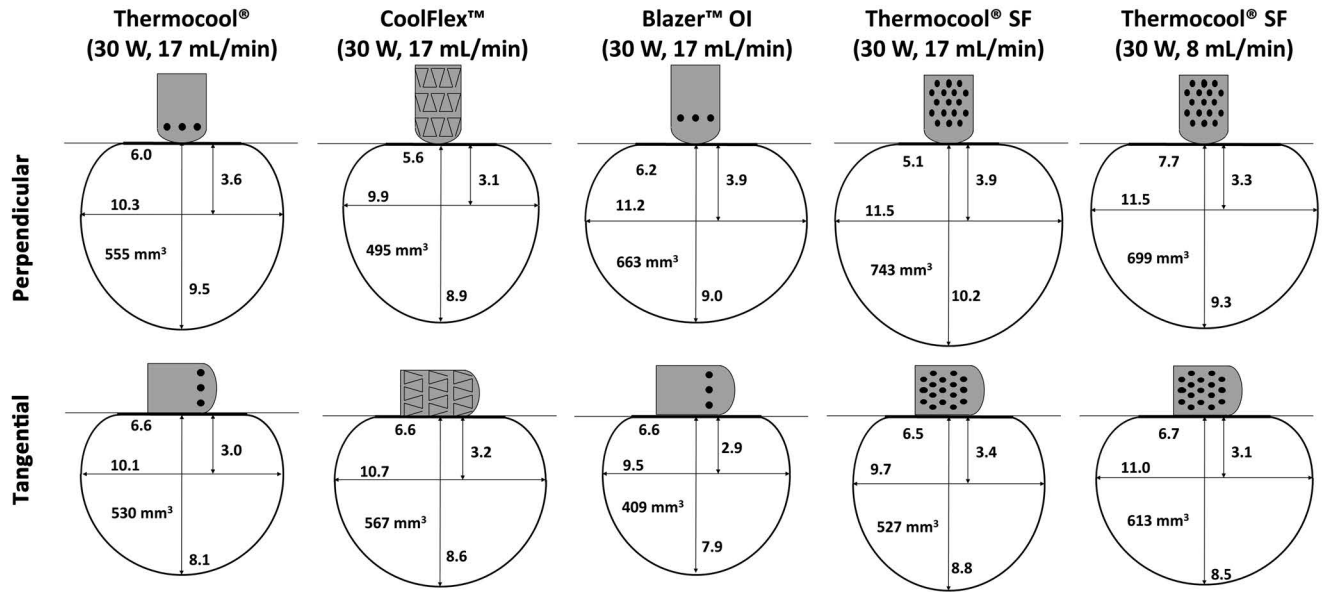 Thermocool® CoolFlex™ Blazer™ OI Thermocool® SF Thermocool® SF
(30 W, 17 mL/min) (30 W, 17 mL/min) (30 W, 17 mL/min) (30 W, 17 mL/min) (30 W, 8 mL/min)
Perpendicular
6.0 5.6 6.2 5.1 7.7
3.6 3.1 3.9 3.9 3.3
10.3 9.9 11.2 11.5 11.5
555 mm³ 495 mm³ 663 mm³ 743 mm³ 699 mm³
9.5 8.9 9.0 10.2 9.3
Tangential
6.6 6.6 6.6 6.5 6.7
3.0 3.2 2.9 3.4 3.1
10.1 10.7 9.5 9.7 11.0
530 mm³ 567 mm³ 409 mm³ 527 mm³ 613 mm³
8.1 8.6 7.9 8.8 8.5